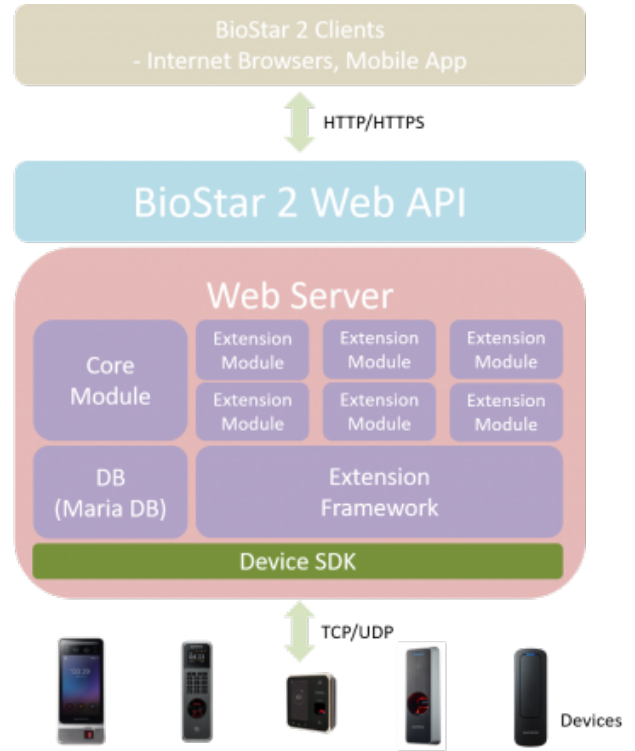 BioStar 2 Clients
- Internet Browsers, Mobile App
HTTP/HTTPS
BioStar 2 Web API
Web Server
Core
Module
Extension
Module
Extension
Module
Extension
Module
Extension
Module
Extension
Module
Extension
Module
DB
(Maria DB)
Extension
Framework
Device SDK
TCP/UDP
Devices